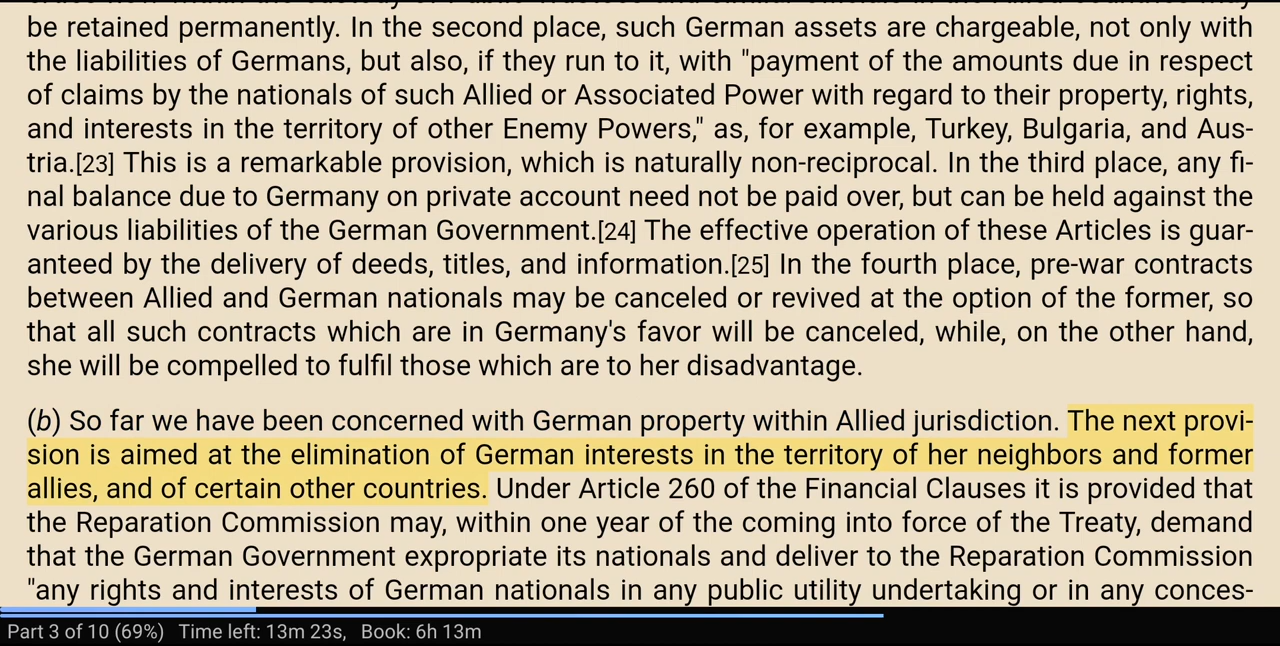 be retained permanently. In the second place, such German assets are chargeable, not only with
the liabilities of Germans, but also, if they run to it, with "payment of the amounts due in respect
of claims by the nationals of such Allied or Associated Power with regard to their property, rights,
and interests in the territory of other Enemy Powers," as, for example, Turkey, Bulgaria, and Aus-
tria.[23] This is a remarkable provision, which is naturally non-reciprocal. In the third place, any fi-
nal balance due to Germany on private account need not be paid over, but can be held against the
various liabilities of the German Government.[24] The effective operation of these Articles is guar-
anteed by the delivery of deeds, titles, and information.[25] In the fourth place, pre-war contracts
between Allied and German nationals may be canceled or revived at the option of the former, so
that all such contracts which are in Germany's favor will be canceled, while, on the other hand,
she will be compelled to fulfil those which are to her disadvantage.
(b) So far we have been concerned with German property within Allied jurisdiction. The next provi-
sion is aimed at the elimination of German interests in the territory of her neighbors and former
allies, and of certain other countries. Under Article 260 of the Financial Clauses it is provided that
the Reparation Commission may, within one year of the coming into force of the Treaty, demand
that the German Government expropriate its nationals and deliver to the Reparation Commission
"any rights and interests of German nationals in any public utility undertaking or in any conces-
Part 3 of 10 (69%) Time left: 13m 23s, Book: 6h 13m